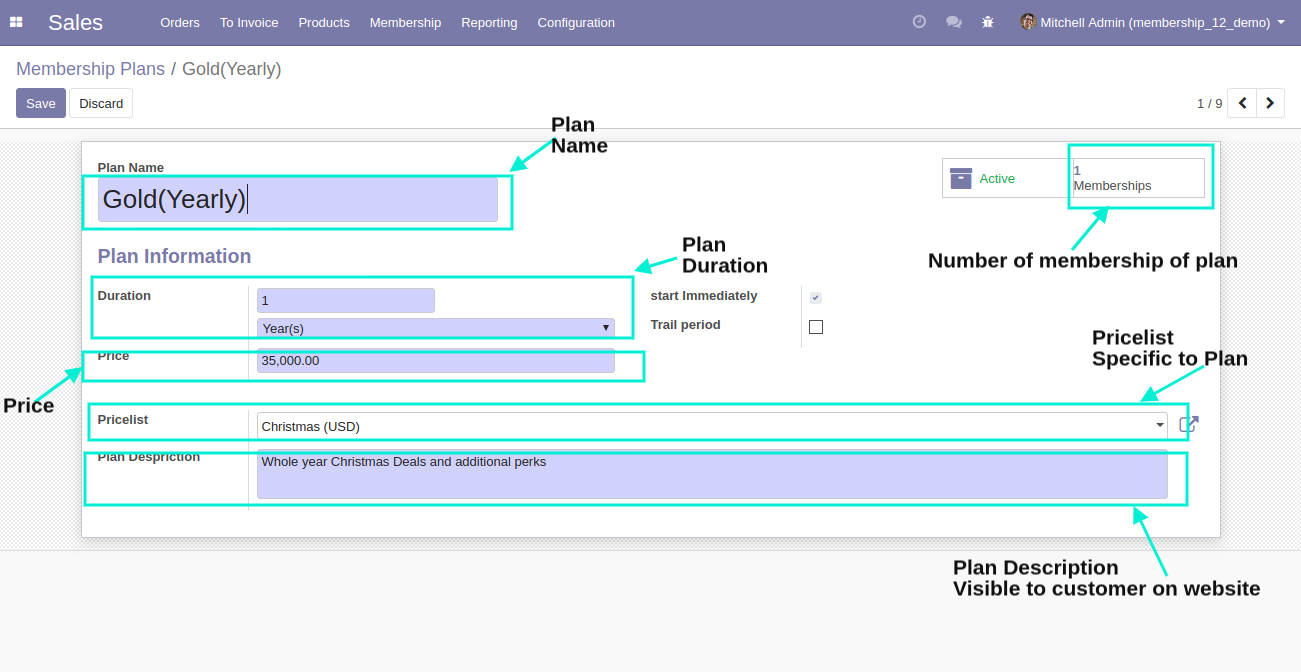 Sales Orders To Invoice Products Membership Reporting Configuration Mitchell Admin (membership_12_demo)
Membership Plans / Gold(Yearly)
Save Discard 1 / 9
Plan
Name
Plan Name
Gold(Yearly)
Active
1
Memberships
Plan Information
Plan
Duration
Number of membership of plan
Duration 1
Year(s)
start Immediately
Trail period
Price 35,000.00
Pricelist
Specific to Plan
Price
Pricelist Christmas (USD)
Plan Despriction Whole year Christmas Deals and additional perks
Plan Description
Visible to customer on website